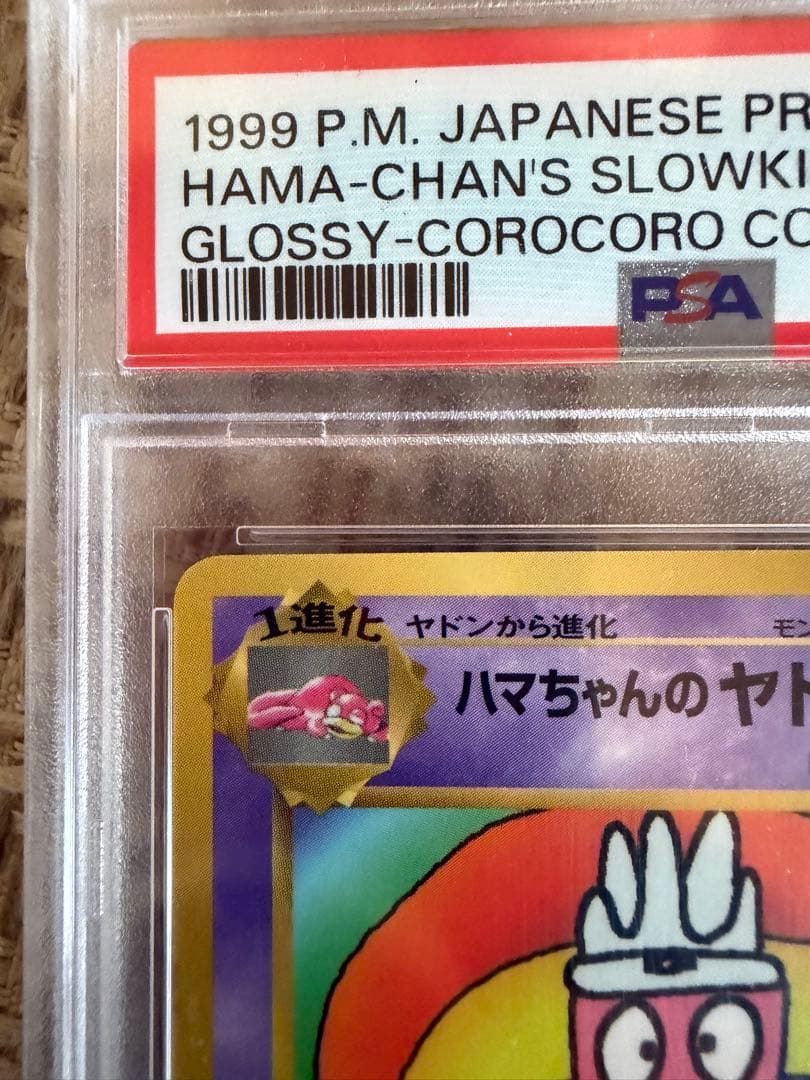 1999 P.M. JAPANESE PR
HAMA-CHAN'S SLOWKI
GLOSSY-COROCORO CO
PSA
1進化 ヤドンから進化 モン
ハマちゃんのヤド